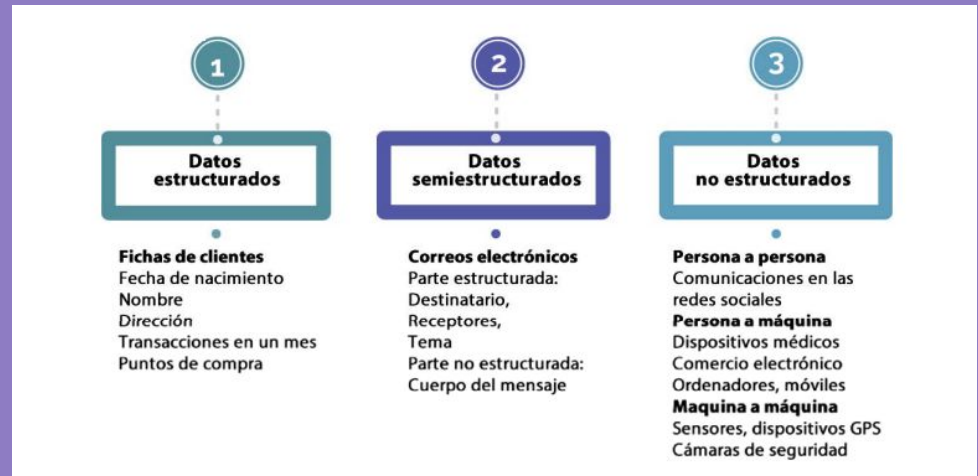 1
Datos
estructurados
Fichas de clientes
Fecha de nacimiento
Nombre
Dirección
Transacciones en un mes
Puntos de compra
2
Datos
semiestructurados
Correos electrónicos
Parte estructurada:
Destinatario,
Receptores,
Tema
Parte no estructurada:
Cuerpo del mensaje
3
Datos
no estructurados
Persona a persona
Comunicaciones en las
redes sociales
Persona a máquina
Dispositivos médicos
Comercio electrónico
Ordenadores, móviles
Maquina a máquina
Sensores, dispositivos GPS
Cámaras de seguridad